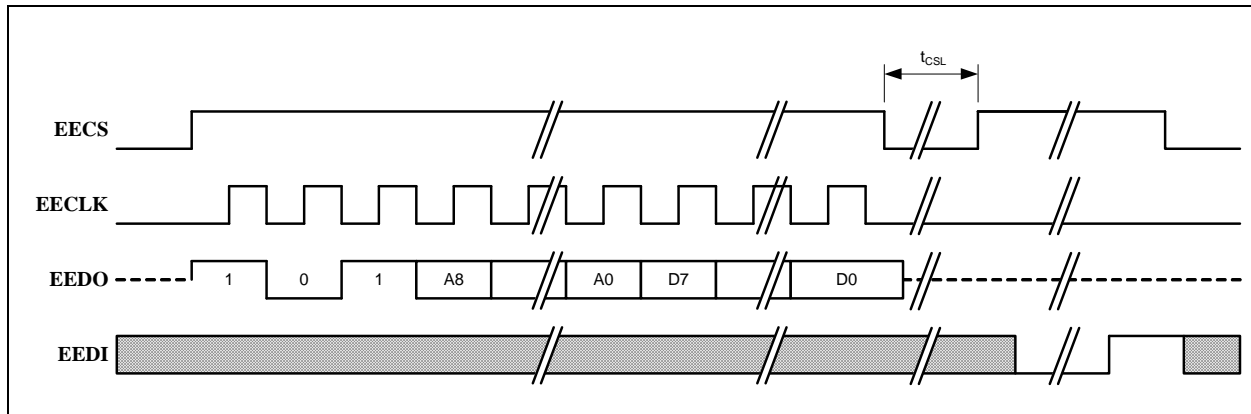 tCSL
EECS
EECLK
EEDO 1 0 1 A8 A0 D7 D0
EEDI